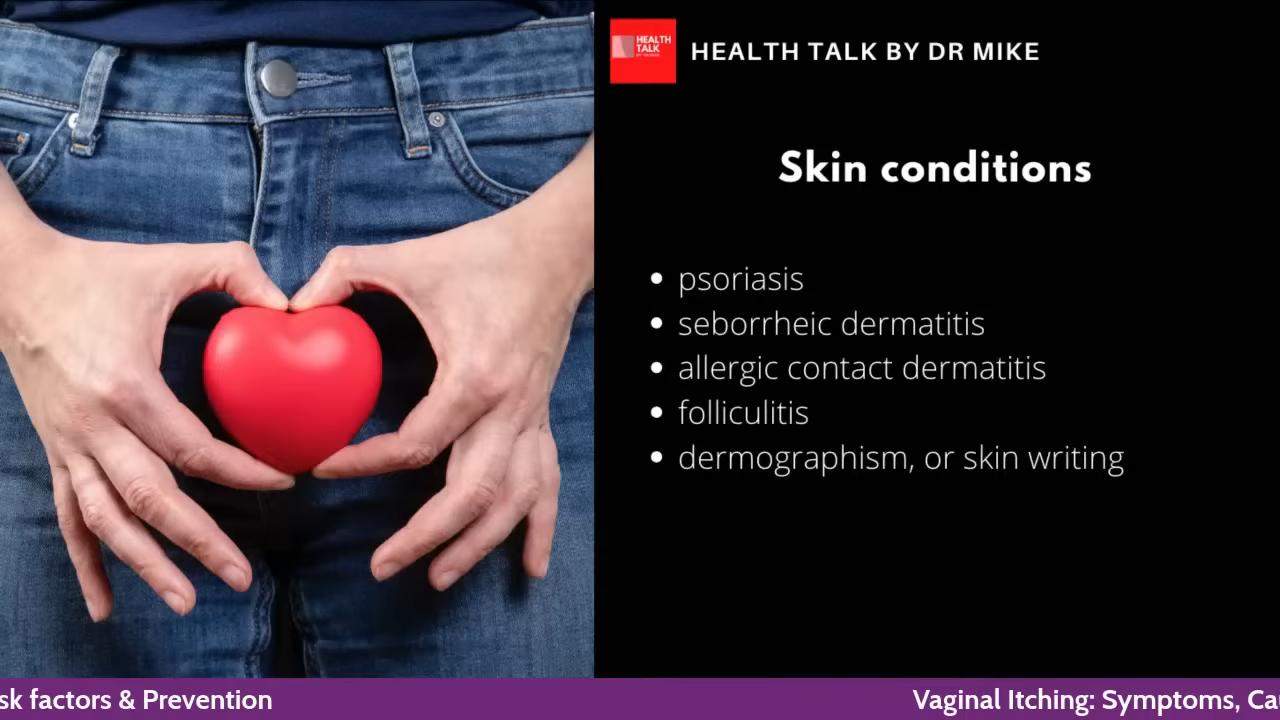 HEALTH TALK
HEALTH TALK BY DR MIKE
Skin conditions
• psoriasis
• seborrheic dermatitis
• allergic contact dermatitis
• folliculitis
• dermographism, or skin writing
sk factors & Prevention
Vaginal Itching: Symptoms, Ca